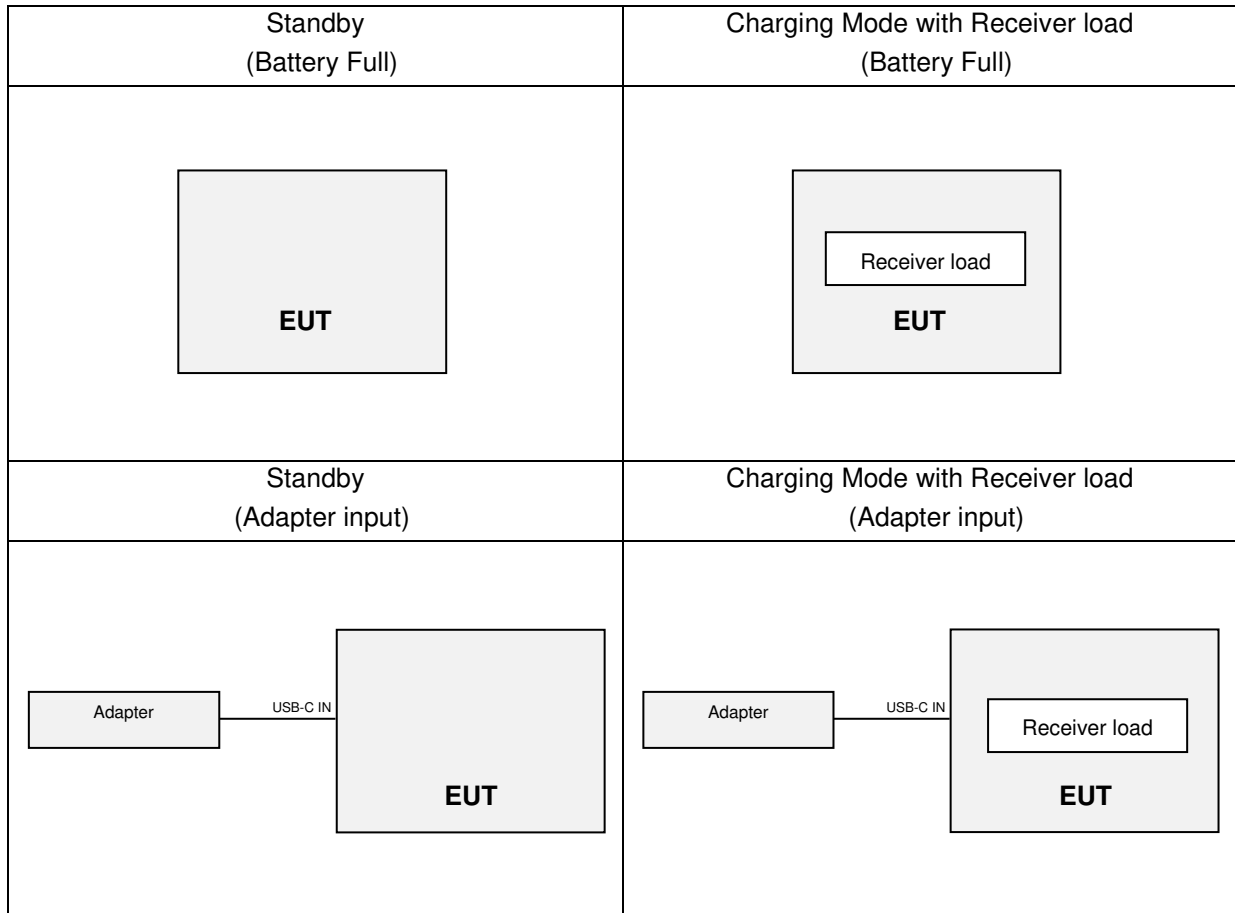 Standby
(Battery Full)
Charging Mode with Receiver load
(Battery Full)
EUT
Receiver load
EUT
Standby
(Adapter input)
Charging Mode with Receiver load
(Adapter input)
Adapter
USB-C IN
EUT
Adapter
USB-C IN
Receiver load
EUT